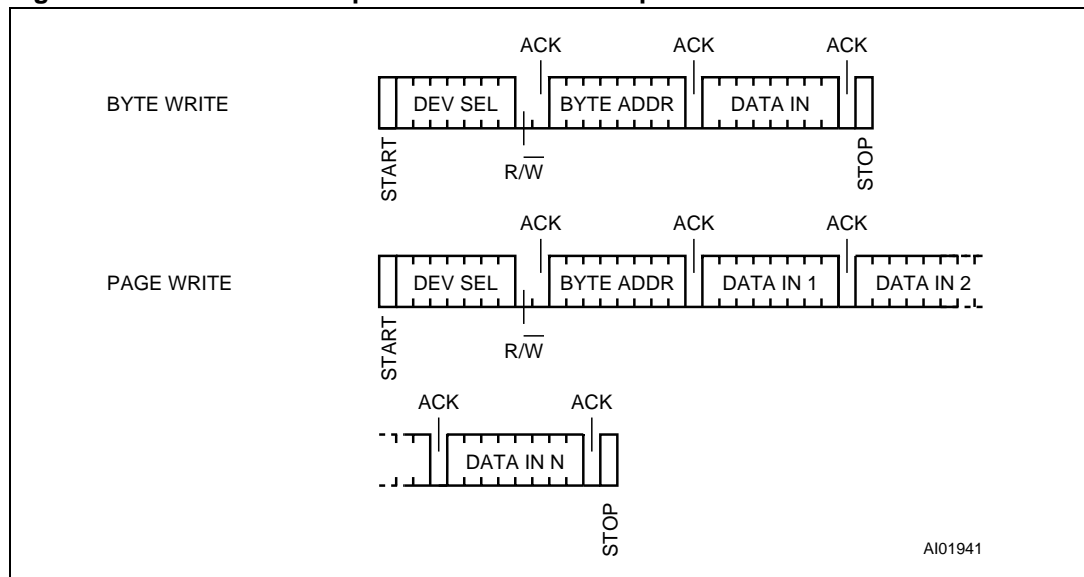 ACK ACK ACK
BYTE WRITE DEV SEL BYTE ADDR DATA IN
START R/W̅ STOP
ACK ACK ACK
PAGE WRITE DEV SEL BYTE ADDR DATA IN 1 DATA IN 2
START R/W̅
ACK ACK
DATA IN N
STOP
AI01941